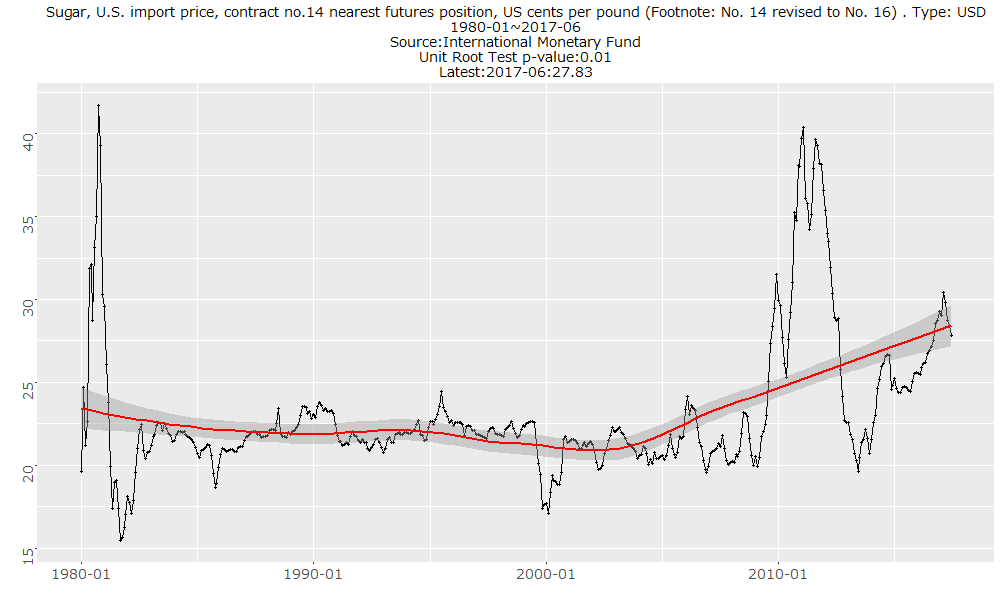 Sugar, U.S. import price, contract no.14 nearest futures position, US cents per pound (Footnote: No. 14 revised to No. 16) . Type: USD
1980-01~2017-06
Source:International Monetary Fund
Unit Root Test p-value:0.01
Latest:2017-06:27.83
40
35
30
25
20
15
1980-01 1990-01 2000-01 2010-01